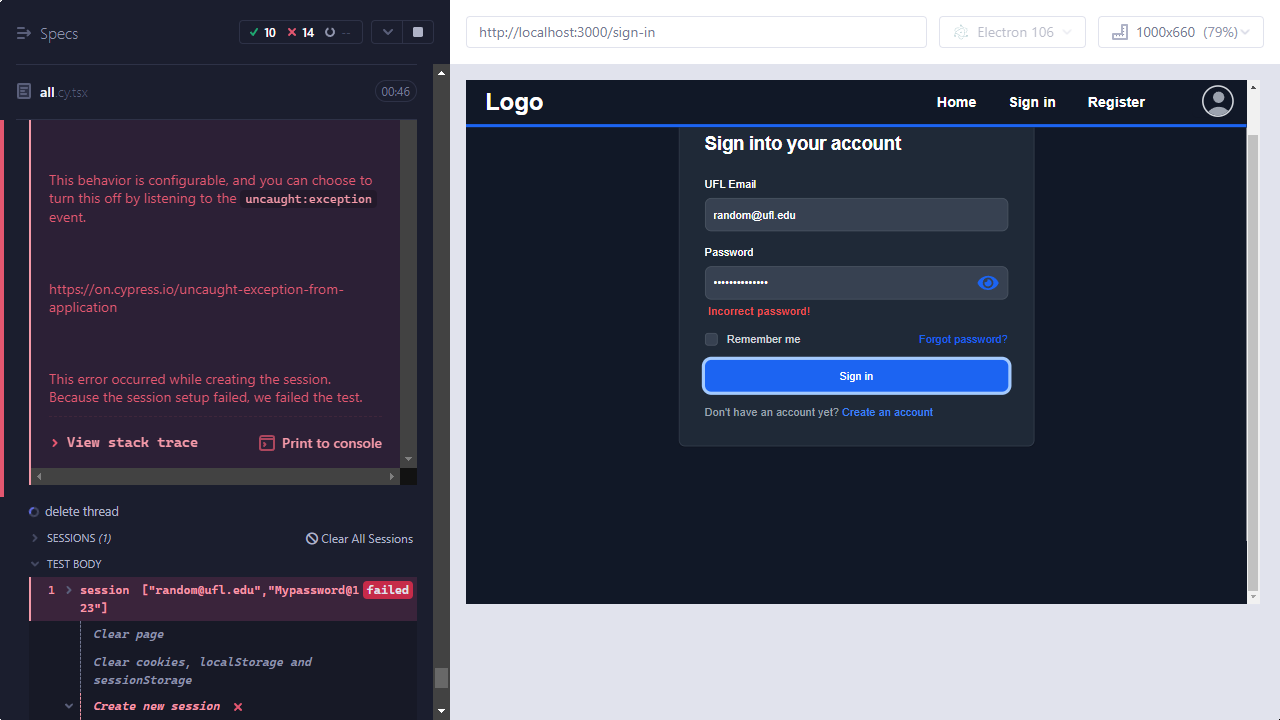 Specs
10
14
--
all.cy.tsx
00:46
This behavior is configurable, and you can choose to
turn this off by listening to the uncaught:exception
event.
https://on.cypress.io/uncaught-exception-from-
application
This error occurred while creating the session.
Because the session setup failed, we failed the test.
View stack trace
Print to console
delete thread
SESSIONS (1)
Clear All Sessions
TEST BODY
1 session ["random@ufl.edu","Mypassword@1 failed
23"]
Clear page
Clear cookies, localStorage and
sessionStorage
Create new session
http://localhost:3000/sign-in
Electron 106
1000x660 (79%)
Logo
Home
Sign in
Register
Sign into your account
UFL Email
random@ufl.edu
Password
••••••••••••••
Incorrect password!
Remember me
Forgot password?
Sign in
Don't have an account yet? Create an account